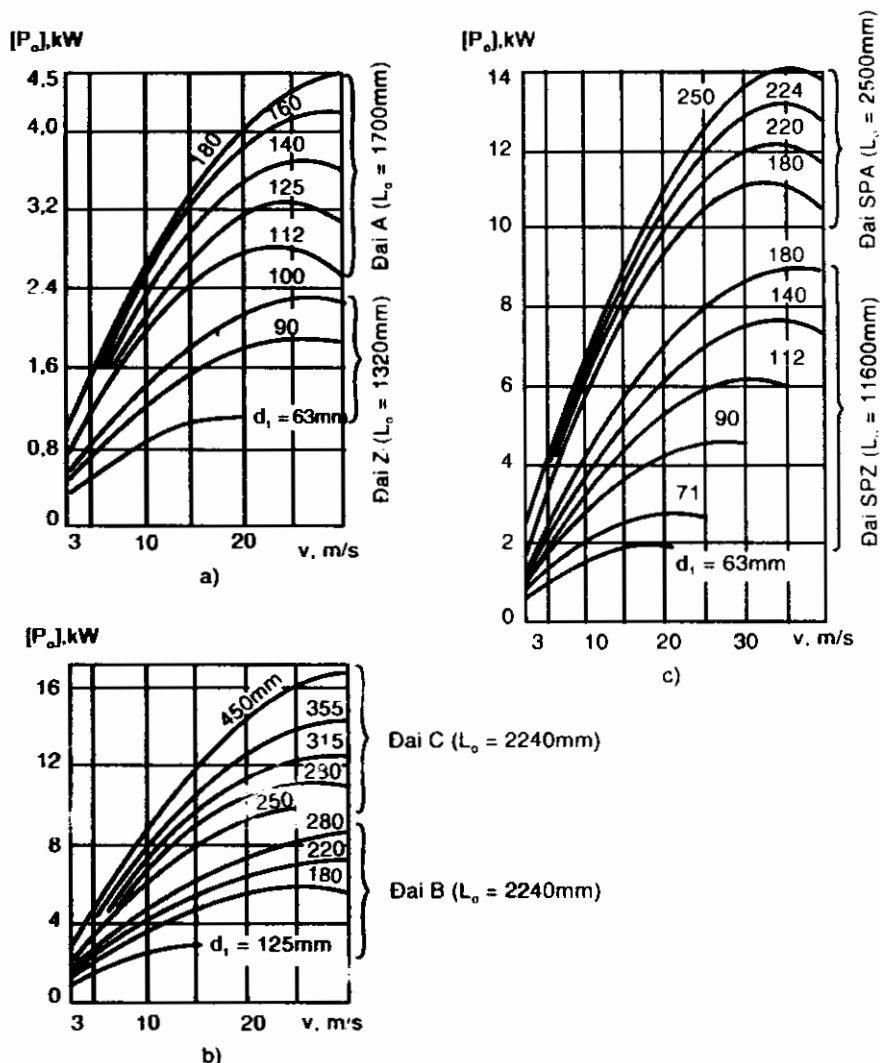 [P₀],kW
4,5
4.0
3.2
2.4
1.6
0.8
0
180
160
140
125
112
100
90
d₁ = 63mm
3 10 20 v, m/s
a)
Đai A (L₀ = 1700mm)
Đai Z (L₀ = 1320mm)
[P₀],kW
14
12
10
8
6
4
2
0
250
224
220
180
180
140
112
90
71
d₁ = 63mm
3 10 20 30 v, m/s
c)
Đai SPA (L₀ = 2500mm)
Đai SPZ (L₀ = 11600mm)
[P₀],kW
16
12
8
4
0
450mm
355
315
280
250
280
220
180
d₁ = 125mm
3 10 20 v, m/s
b)
Đai C (L₀ = 2240mm)
Đai B (L₀ = 2240mm)